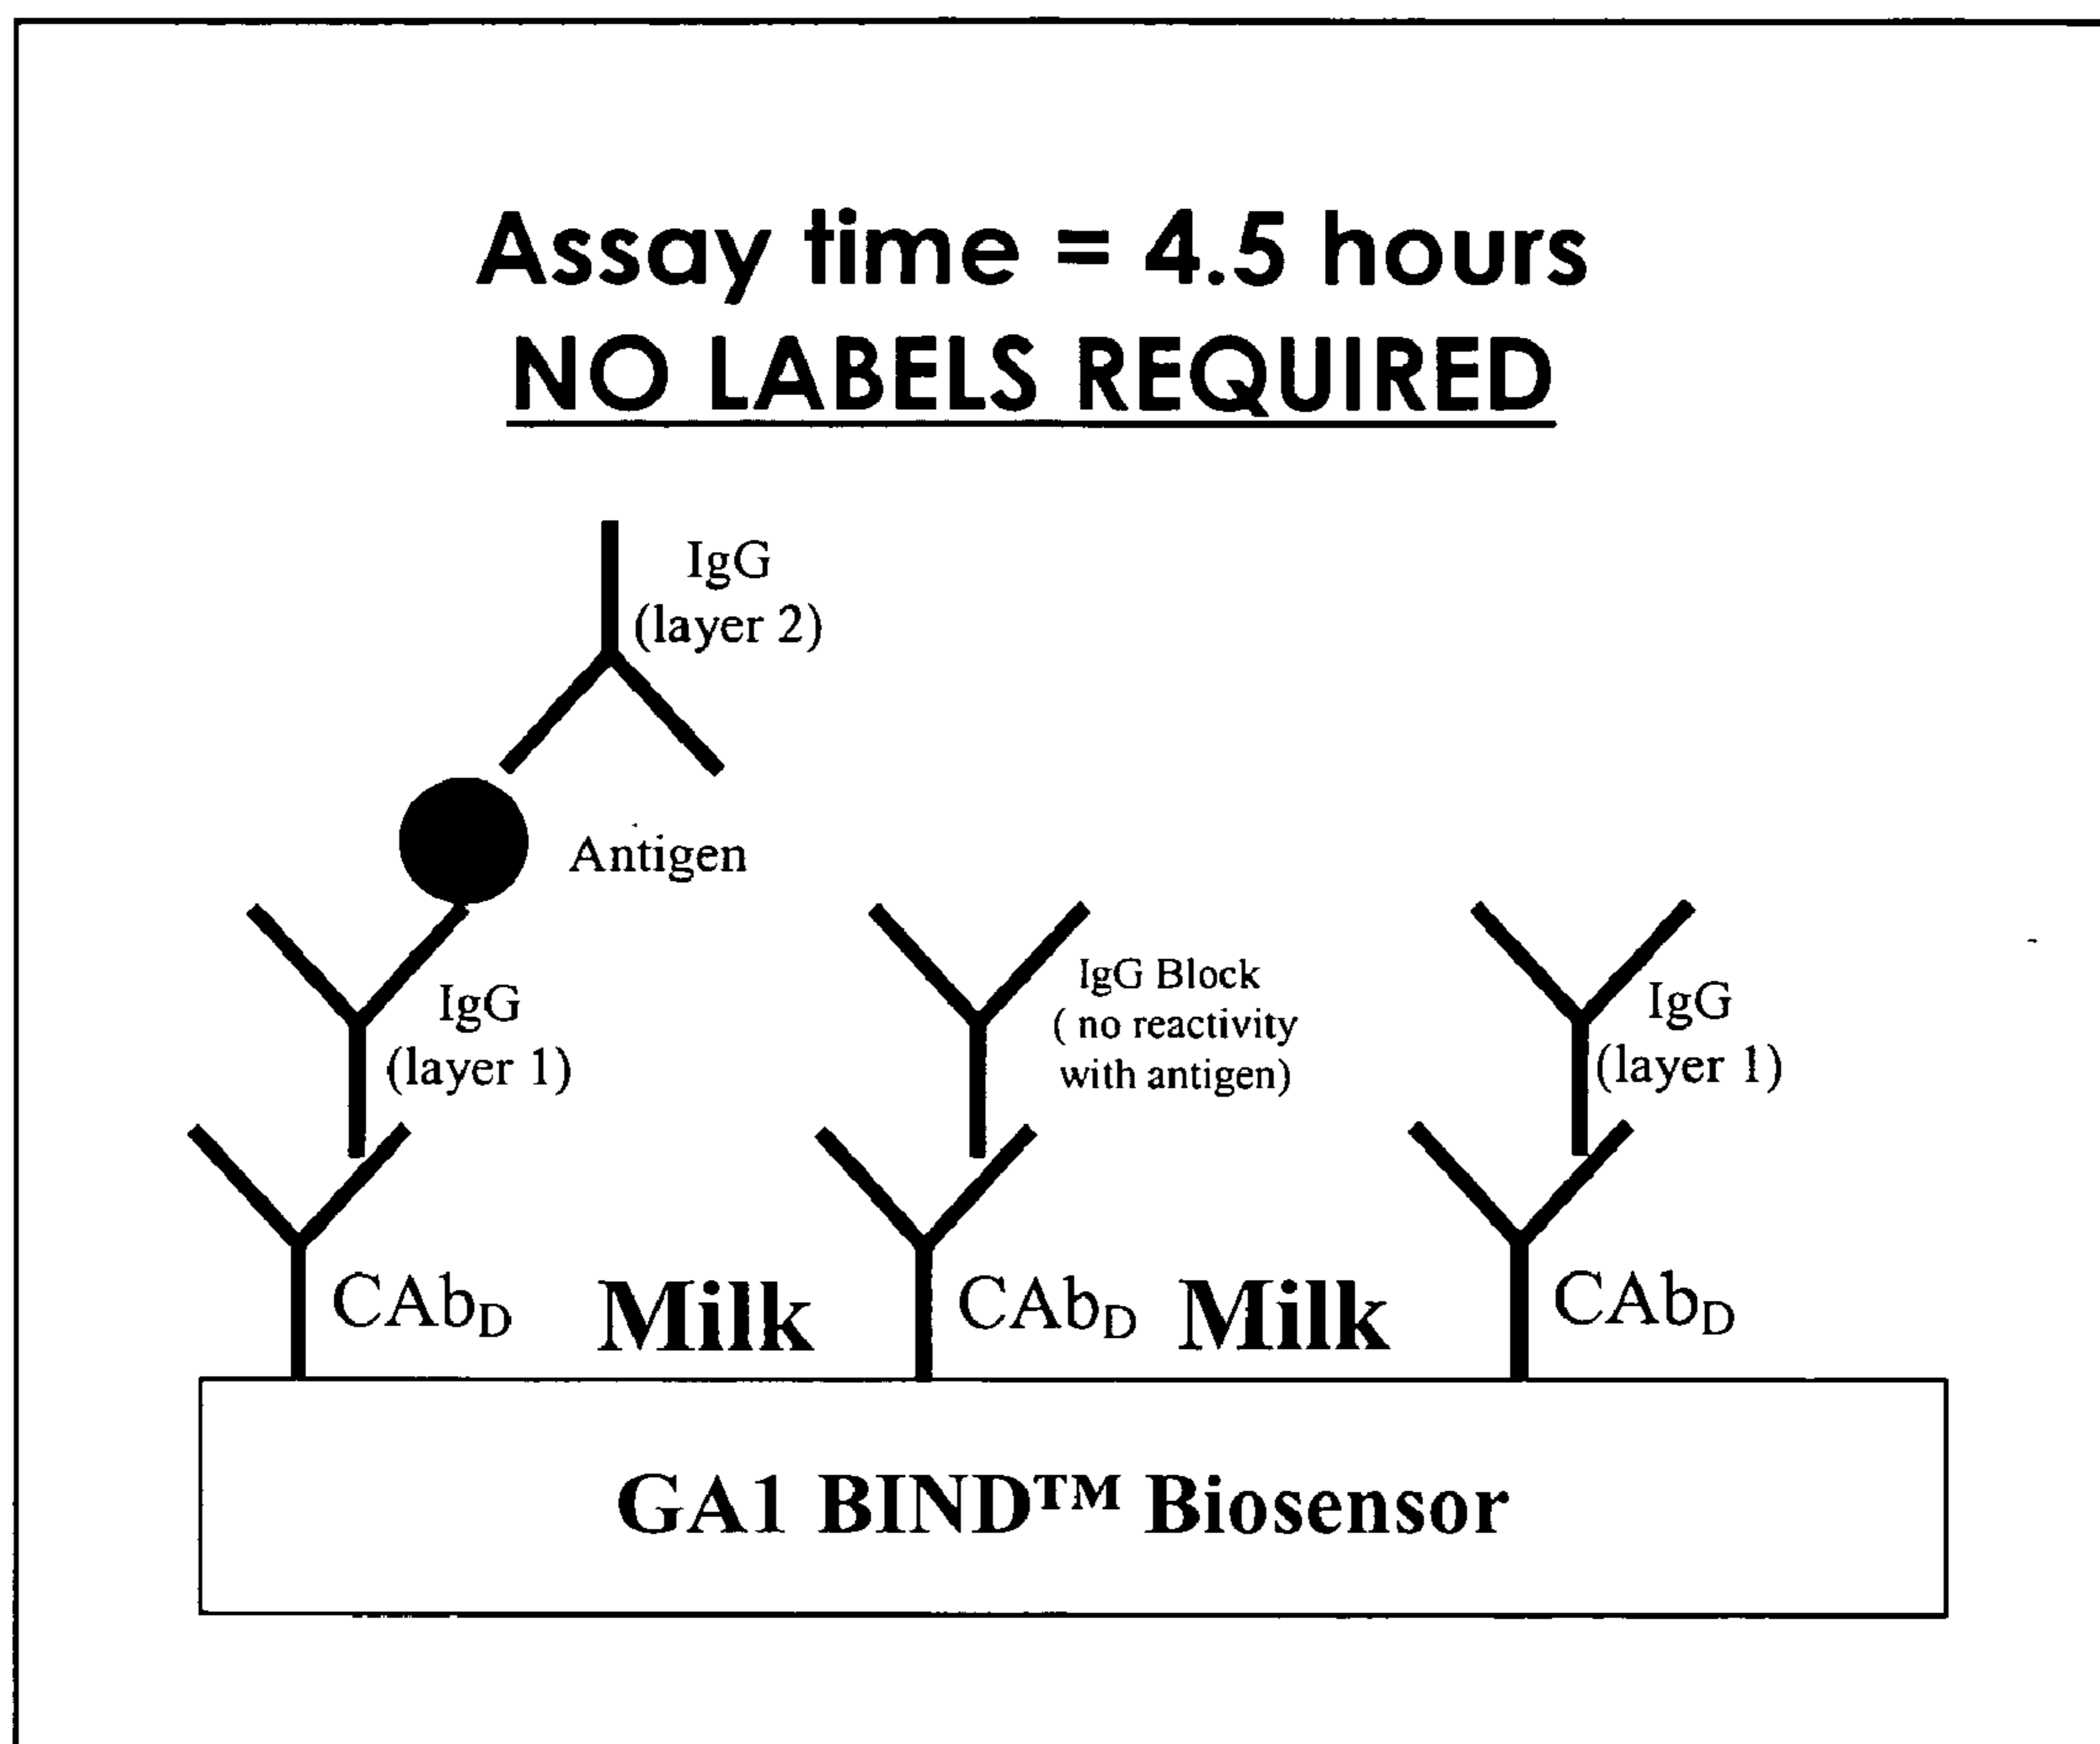 Assay time = 4.5 hours
NO LABELS REQUIRED
IgG
(layer 2)
Antigen
IgG
(layer 1)
IgG Block
( no reactivity
with antigen)
IgG
(layer 1)
CAbD
Milk
CAbD
Milk
CAbD
GA1 BIND™ Biosensor